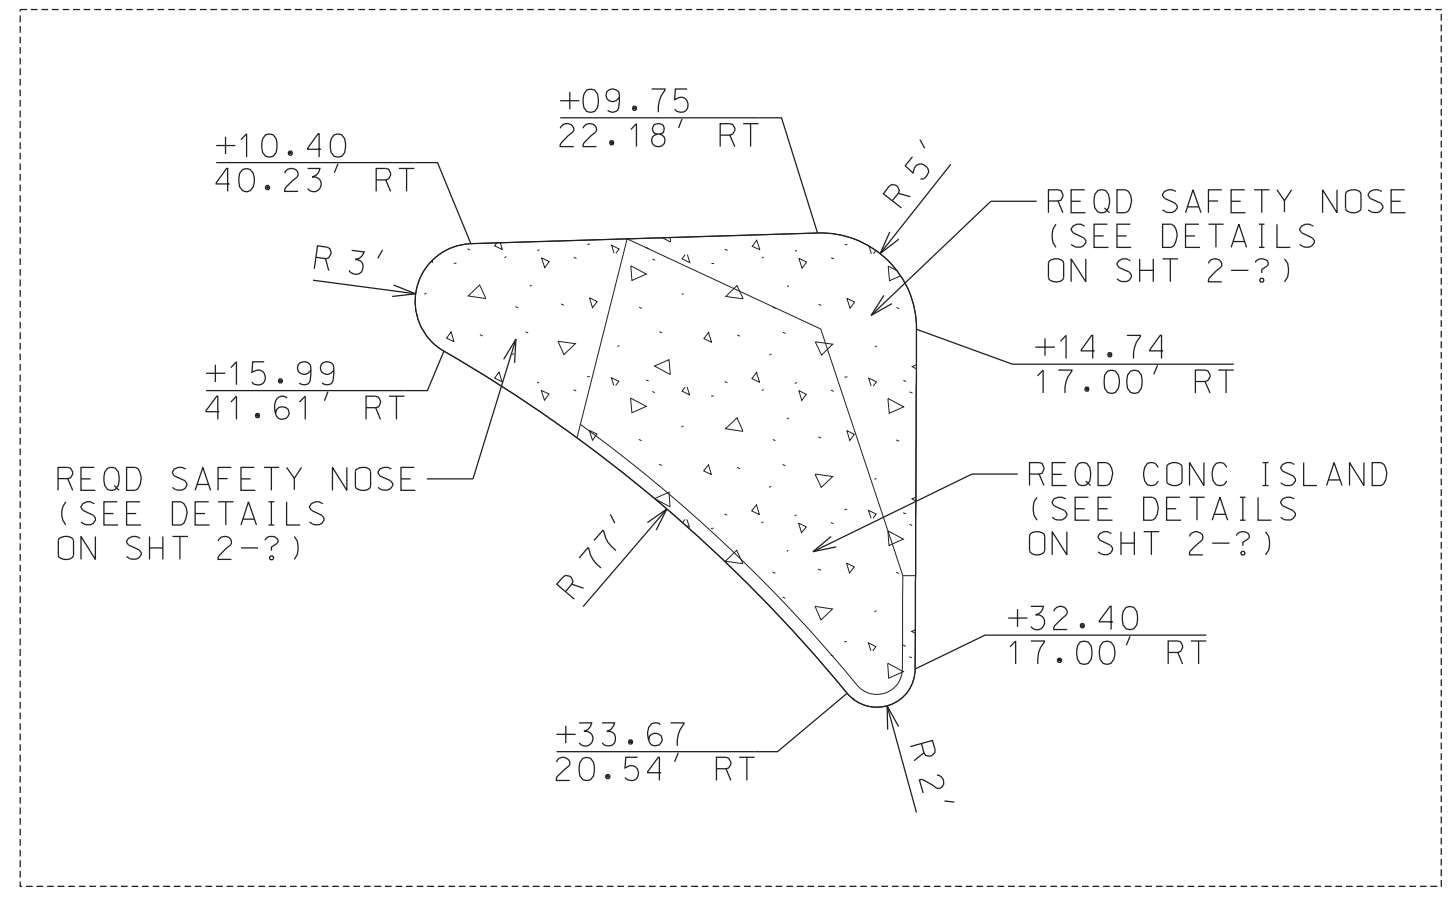 +09.75
22.18' RT
+10.40
40.23' RT
R 5'
REQD SAFETY NOSE
(SEE DETAILS
ON SHT 2-?)
R 3'
+14.74
17.00' RT
+15.99
41.61' RT
REQD SAFETY NOSE
(SEE DETAILS
ON SHT 2-?)
REQD CONC ISLAND
(SEE DETAILS
ON SHT 2-?)
R 77'
+32.40
17.00' RT
+33.67
20.54' RT
R 2'